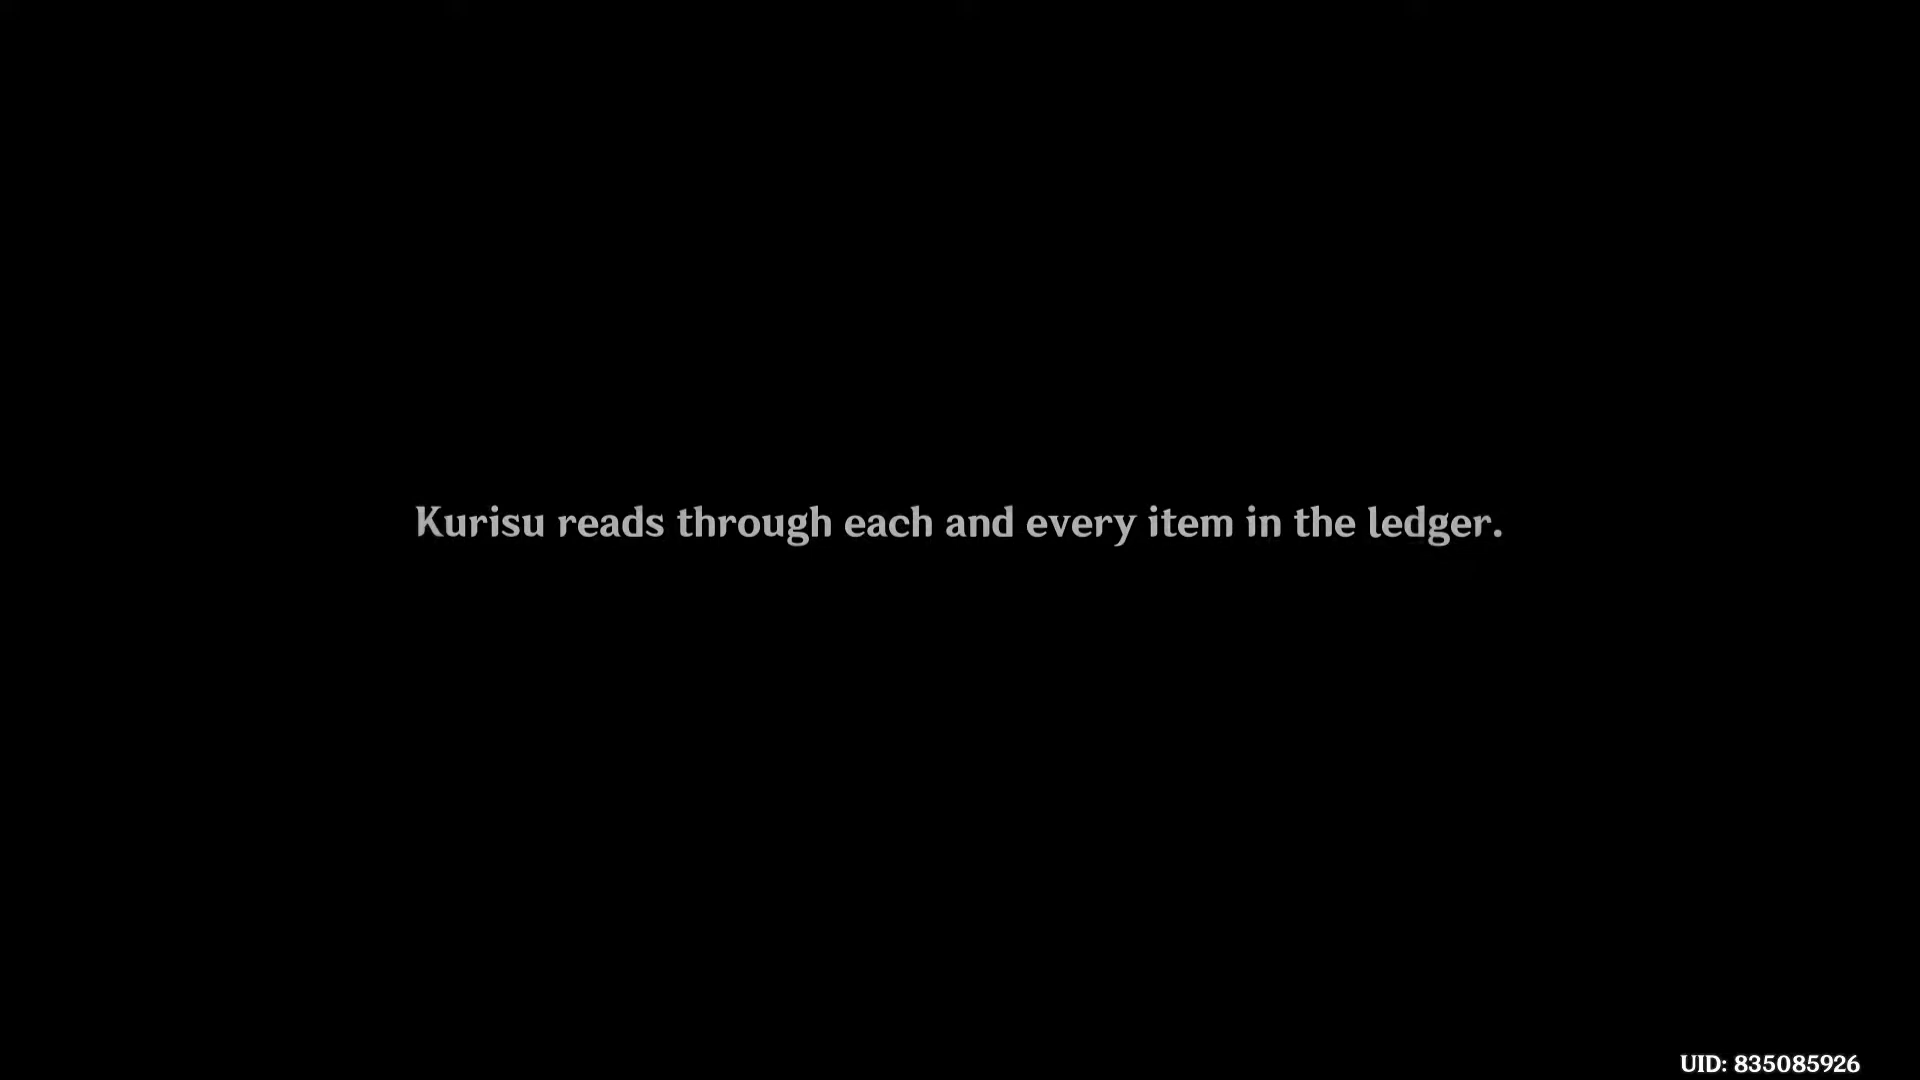 Kurisu reads through each and every item in the ledger.
UID: 835085926